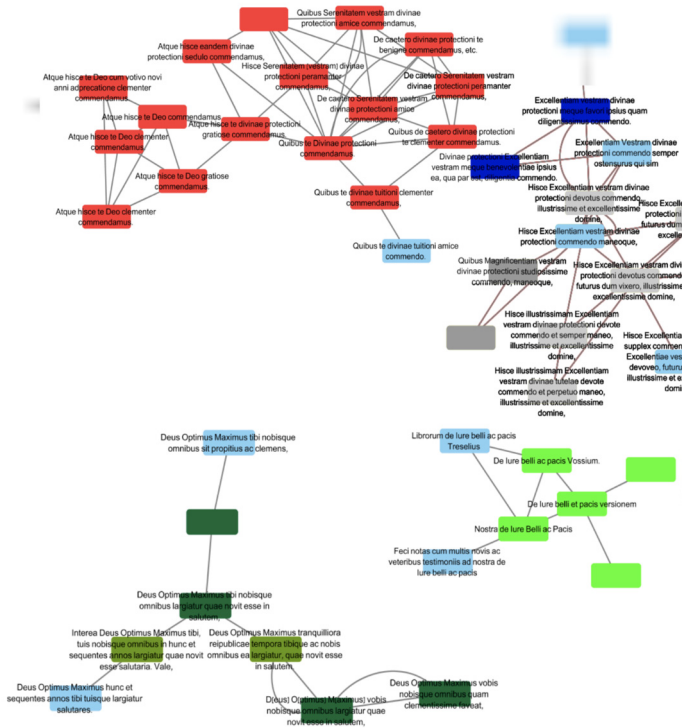 Quibus Serenitatem vestram divinae
protectioni amice commendamus,
Atque hisce eandem divinae
protectioni sedulo commendamus,
De caetero divinae protectioni te
benigne commendamus, etc.
Hisce Serenitatem (vestram) divinae
protectioni peramanter
commendamus,
De caetero Serenitatem vestram
divinae protectioni peramanter
commendamus,
Atque hisce te Deo cum votivo novi
anni adprecatione clementer
commendamus.
De caetero Serenitatem vestram
divinae protectioni amice
commendamus,
Atque hisce te Deo commendamus,
Atque hisce te divinae protectioni
gratiose commendamus,
Atque hisce te Deo clementer
commendamus,
Quibus te Divinae protectioni
commendamus.
Quibus de caetero divinae protectioni
te clementer commendamus,
Atque hisce te Deo gratiose
commendamus.
Atque hisce te Deo clementer
commendamus.
Quibus te divinae tuitioni clementer
commendamus,
Quibus te divinae tuitioni amice
commendo.
Excellentiam vestram divinae
diligentissime commendo.
Excellentiam Vestram divinae
protectioni commendo semper
ostensurus qui sim
Divinae protectioni Excellentiam
vestram meque benevolentiae ipsius
ea, qua par est, diligentia commendo.
Hisce Excellentiam vestram divinae
protectioni devotus commendo,
illustrissime et excellentissime
domine,
Hisce Excellentiam vestram divinae
protectioni commendo maneoque,
Quibus Magnificentiam vestram
divinae protectioni studiosissime
commendo, maneoque,
protectioni devotus commendo
futurus dum vixero, illustrissime
excellentissime domine,
Hisce illustrissimam Excellentiam
vestram divinae protectioni devote
commendo et semper maneo,
illustrissime et excellentissime
domine,
Hisce illustrissimam Excellentiam
vestram divinae tutelae devote
commendo et perpetuo maneo,
illustrissime et excellentissime
domine,
Deus Optimus Maximus tibi nobisque
omnibus sit propitius ac clemens,
Librorum de Iure belli ac pacis
Treselius
De Iure belli ac pacis Vossium.
De Iure belli et pacis versionem
Nostra de Iure Belli ac Pacis
Feci notas cum multis novis ac
veteribus testimoniis ad nostra de
Iure belli ac pacis
Deus Optimus Maximus tibi nobisque
omnibus largiatur quae novit esse in
salutem,
Interea Deus Optimus Maximus tibi,
tuis nobisque omnibus in hunc et
sequentes annos largiatur quae novit
esse salutaria. Vale,
Deus Optimus Maximus tranquilliora
reipublicae tempora tibique ac nobis
omnibus ea largiatur, quae novit esse
in salutem
Deus Optimus Maximus hunc et
sequentes annos tibi tuisque largiatur
salutares.
D(eus) O(ptimus) M(aximus) vobis
nobisque omnibus largiatur quae
novit esse in salutem,
Deus Optimus Maximus vobis
nobisque omnibus quam
clementissime faveat,